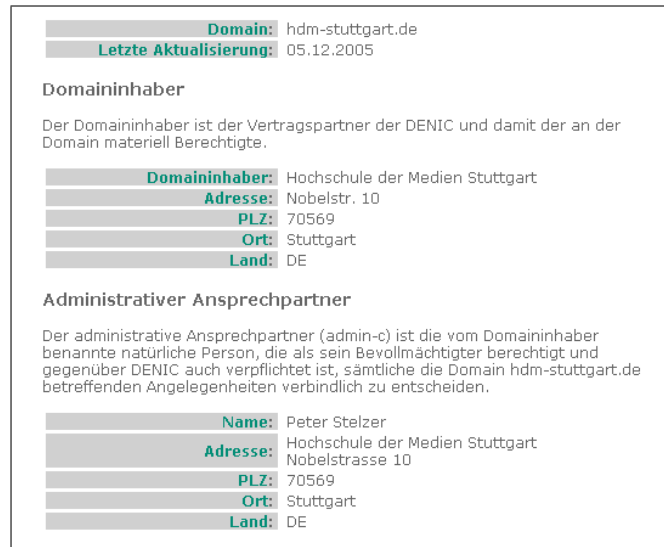 Domain: hdm-stuttgart.de
Letzte Aktualisierung: 05.12.2005
Domaininhaber
Der Domaininhaber ist der Vertragspartner der DENIC und damit der an der
Domain materiell Berechtigte.
Domaininhaber: Hochschule der Medien Stuttgart
Adresse: Nobelstr. 10
PLZ: 70569
Ort: Stuttgart
Land: DE
Administrativer Ansprechpartner
Der administrative Ansprechpartner (admin-c) ist die vom Domaininhaber
benannte natürliche Person, die als sein Bevollmächtigter berechtigt und
gegenüber DENIC auch verpflichtet ist, sämtliche die Domain hdm-stuttgart.de
betreffenden Angelegenheiten verbindlich zu entscheiden.
Name: Peter Stelzer
Adresse: Hochschule der Medien Stuttgart
Nobelstrasse 10
PLZ: 70569
Ort: Stuttgart
Land: DE